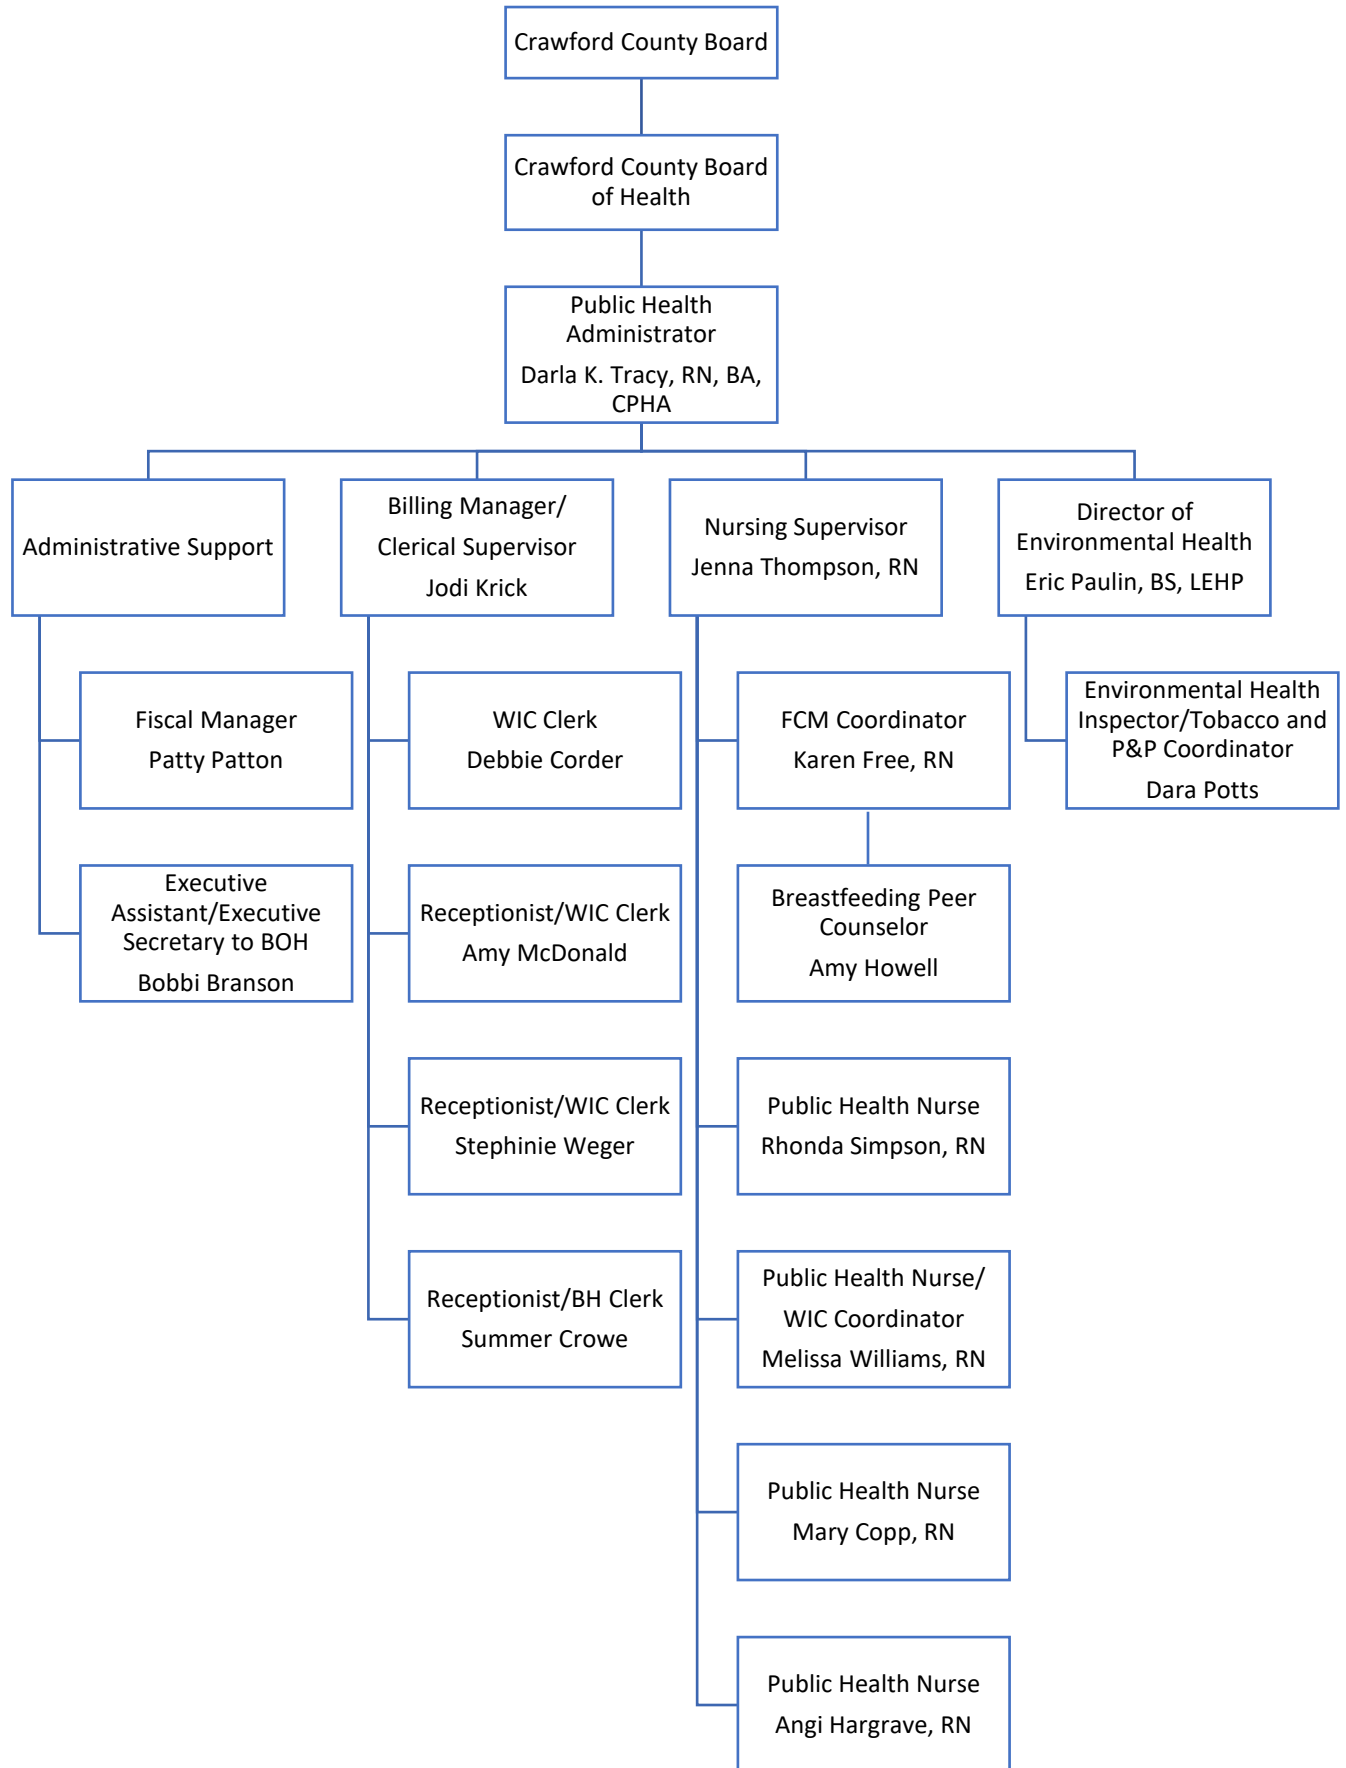 Crawford County Board
Crawford County Board
of Health
Public Health
Administrator
Darla K. Tracy, RN, BA,
CPHA
Administrative Support
Billing Manager/
Clerical Supervisor
Jodi Krick
Nursing Supervisor
Jenna Thompson, RN
Director of
Environmental Health
Eric Paulin, BS, LEHP
Fiscal Manager
Patty Patton
Executive
Assistant/Executive
Secretary to BOH
Bobbi Branson
WIC Clerk
Debbie Corder
Receptionist/WIC Clerk
Amy McDonald
Receptionist/WIC Clerk
Stephinie Weger
Receptionist/BH Clerk
Summer Crowe
FCM Coordinator
Karen Free, RN
Breastfeeding Peer
Counselor
Amy Howell
Public Health Nurse
Rhonda Simpson, RN
Public Health Nurse/
WIC Coordinator
Melissa Williams, RN
Public Health Nurse
Mary Copp, RN
Public Health Nurse
Angi Hargrave, RN
Environmental Health
Inspector/Tobacco and
P&P Coordinator
Dara Potts